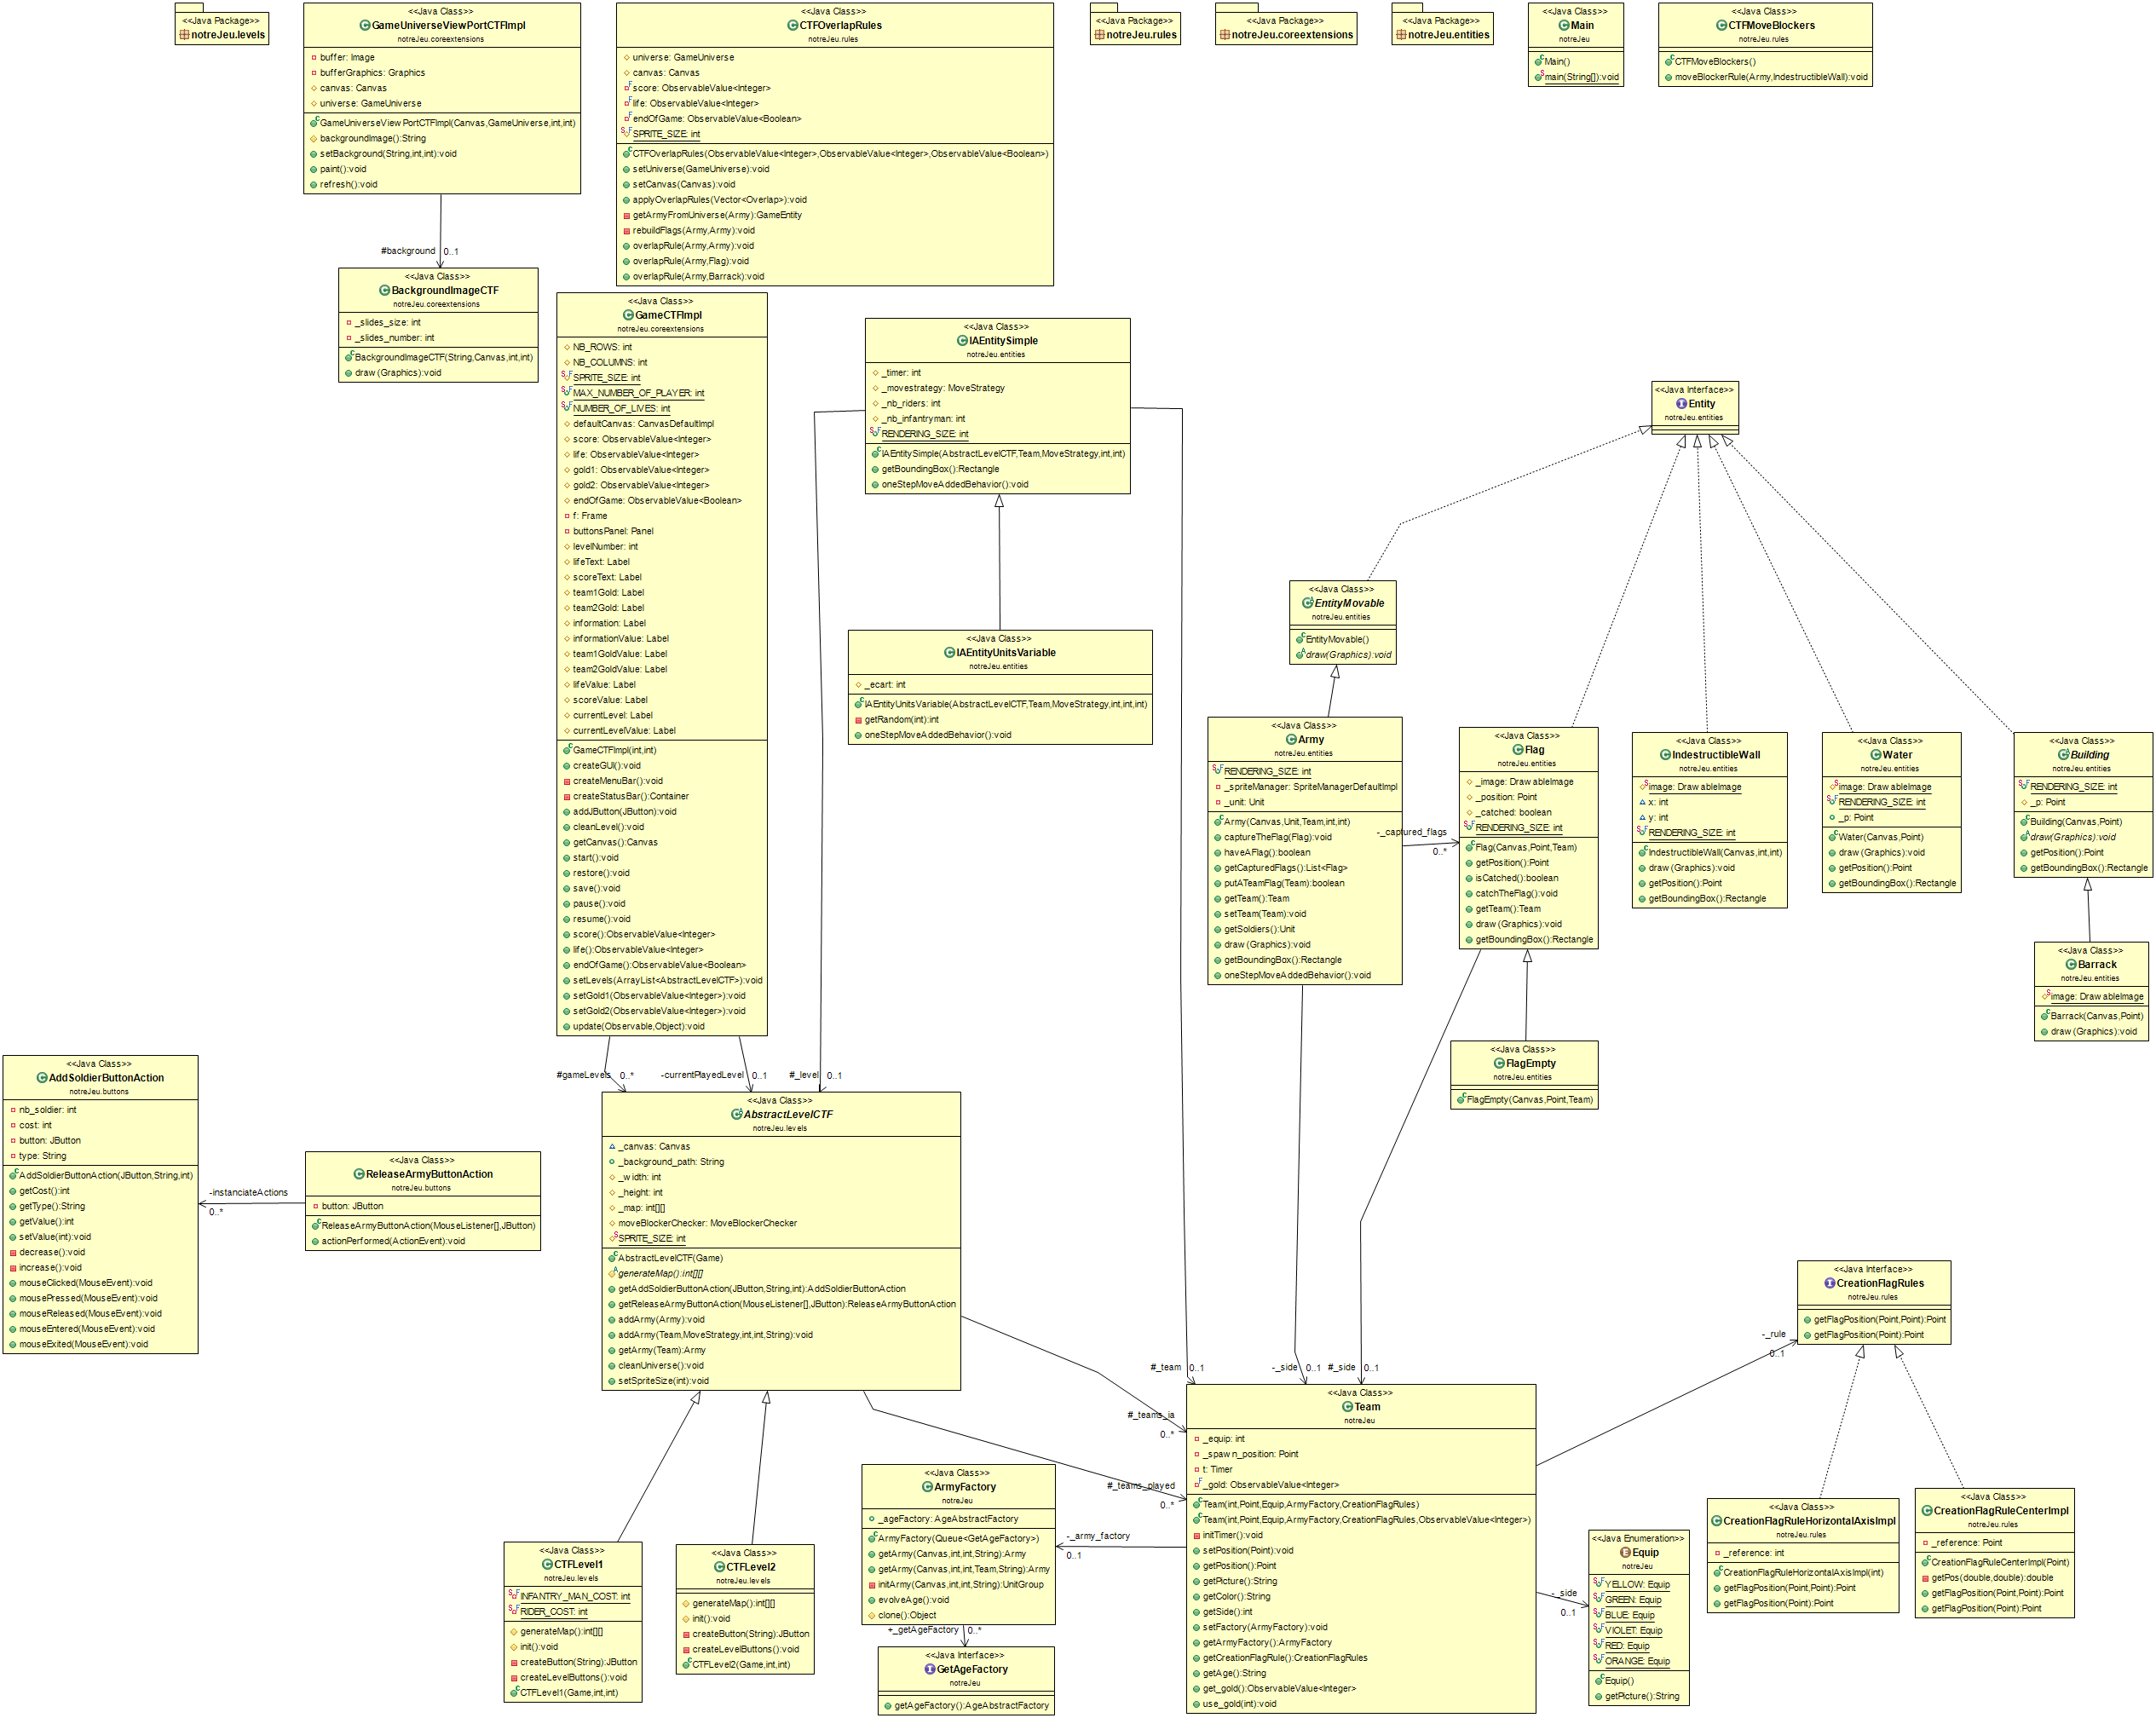 <<Java Package>>
notreJeu.levels
<<Java Class>>
GameUniverseViewPortCTFImpl
notreJeu.coreextensions
buffer: Image
bufferGraphics: Graphics
canvas: Canvas
universe: GameUniverse
GameUniverseViewPortCTFImpl(Canvas,GameUniverse,int,int)
backgroundImage():String
setBackground(String,int,int):void
paint():void
refresh():void
#background
0..1
<<Java Class>>
BackgroundImageCTF
notreJeu.coreextensions
_slides_size: int
_slides_number: int
BackgroundImageCTF(String,Canvas,int,int)
draw(Graphics):void
<<Java Class>>
CTFOverlapRules
notreJeu.rules
universe: GameUniverse
canvas: Canvas
score: ObservableValue<Integer>
life: ObservableValue<Integer>
endOfGame: ObservableValue<Boolean>
SPRITE_SIZE: int
CTFOverlapRules(ObservableValue<Integer>,ObservableValue<Integer>,ObservableValue<Boolean>)
setUniverse(GameUniverse):void
setCanvas(Canvas):void
applyOverlapRules(Vector<Overlap>):void
getArmyFromUniverse(Army):GameEntity
rebuildFlags(Army,Army):void
overlapRule(Army,Army):void
overlapRule(Army,Flag):void
overlapRule(Army,Barrack):void
<<Java Package>>
notreJeu.rules
<<Java Package>>
notreJeu.coreextensions
<<Java Package>>
notreJeu.entities
<<Java Class>>
Main
notreJeu
Main()
main(String[]):void
<<Java Class>>
CTFMoveBlockers
notreJeu.rules
CTFMoveBlockers()
moveBlockerRule(Army,IndestructibleWall):void
<<Java Class>>
GameCTFImpl
notreJeu.coreextensions
NB_ROWS: int
NB_COLUMNS: int
SPRITE_SIZE: int
MAX_NUMBER_OF_PLAYER: int
NUMBER_OF_LIVES: int
defaultCanvas: CanvasDefaultImpl
score: ObservableValue<Integer>
life: ObservableValue<Integer>
gold1: ObservableValue<Integer>
gold2: ObservableValue<Integer>
endOfGame: ObservableValue<Boolean>
f: Frame
buttonsPanel: Panel
levelNumber: int
lifeText: Label
scoreText: Label
team1Gold: Label
team2Gold: Label
information: Label
informationValue: Label
team1GoldValue: Label
team2GoldValue: Label
lifeValue: Label
scoreValue: Label
currentLevel: Label
currentLevelValue: Label
GameCTFImpl(int,int)
createGUI():void
createMenuBar():void
createStatusBar():Container
addJButton(JButton):void
cleanLevel():void
getCanvas():Canvas
start():void
restore():void
save():void
pause():void
resume():void
score():ObservableValue<Integer>
life():ObservableValue<Integer>
endOfGame():ObservableValue<Boolean>
setLevels(ArrayList<AbstractLevelCTF>):void
setGold1(ObservableValue<Integer>):void
setGold2(ObservableValue<Integer>):void
update(Observable,Object):void
#gameLevels
0..*
-currentPlayedLevel
0..1
#_level
0..1
<<Java Class>>
IAEntitySimple
notreJeu.entities
_timer: int
_movestrategy: MoveStrategy
_nb_riders: int
_nb_infantryman: int
RENDERING_SIZE: int
IAEntitySimple(AbstractLevelCTF,Team,MoveStrategy,int,int)
getBoundingBox():Rectangle
oneStepMoveAddedBehavior():void
<<Java Class>>
IAEntityUnitsVariable
notreJeu.entities
_ecart: int
IAEntityUnitsVariable(AbstractLevelCTF,Team,MoveStrategy,int,int,int)
getRandom(int):int
oneStepMoveAddedBehavior():void
<<Java Interface>>
Entity
notreJeu.entities
<<Java Class>>
EntityMovable
notreJeu.entities
EntityMovable()
draw(Graphics):void
<<Java Class>>
Army
notreJeu.entities
RENDERING_SIZE: int
_spriteManager: SpriteManagerDefaultImpl
_unit: Unit
Army(Canvas,Unit,Team,int,int)
captureTheFlag(Flag):void
haveAFlag():boolean
getCapturedFlags():List<Flag>
putATeamFlag(Team):boolean
getTeam():Team
setTeam(Team):void
getSoldiers():Unit
draw(Graphics):void
getBoundingBox():Rectangle
oneStepMoveAddedBehavior():void
-_captured_flags
0..*
<<Java Class>>
Flag
notreJeu.entities
_image: DrawableImage
_position: Point
_catched: boolean
RENDERING_SIZE: int
Flag(Canvas,Point,Team)
getPosition():Point
isCatched():boolean
catchTheFlag():void
getTeam():Team
draw(Graphics):void
getBoundingBox():Rectangle
<<Java Class>>
IndestructibleWall
notreJeu.entities
image: DrawableImage
x: int
y: int
RENDERING_SIZE: int
IndestructibleWall(Canvas,int,int)
draw(Graphics):void
getPosition():Point
getBoundingBox():Rectangle
<<Java Class>>
Water
notreJeu.entities
image: DrawableImage
RENDERING_SIZE: int
_p: Point
Water(Canvas,Point)
draw(Graphics):void
getPosition():Point
getBoundingBox():Rectangle
<<Java Class>>
Building
notreJeu.entities
RENDERING_SIZE: int
_p: Point
Building(Canvas,Point)
draw(Graphics):void
getPosition():Point
getBoundingBox():Rectangle
<<Java Class>>
Barrack
notreJeu.entities
image: DrawableImage
Barrack(Canvas,Point)
draw(Graphics):void
<<Java Class>>
FlagEmpty
notreJeu.entities
FlagEmpty(Canvas,Point,Team)
<<Java Class>>
AddSoldierButtonAction
notreJeu.buttons
nb_soldier: int
cost: int
button: JButton
type: String
AddSoldierButtonAction(JButton,String,int)
getCost():int
getType():String
getValue():int
setValue(int):void
decrease():void
increase():void
mouseClicked(MouseEvent):void
mousePressed(MouseEvent):void
mouseReleased(MouseEvent):void
mouseEntered(MouseEvent):void
mouseExited(MouseEvent):void
-instanciateActions
0..*
<<Java Class>>
ReleaseArmyButtonAction
notreJeu.buttons
button: JButton
ReleaseArmyButtonAction(MouseListener[],JButton)
actionPerformed(ActionEvent):void
<<Java Class>>
AbstractLevelCTF
notreJeu.levels
_canvas: Canvas
_background_path: String
_width: int
_height: int
_map: int[][]
moveBlockerChecker: MoveBlockerChecker
SPRITE_SIZE: int
AbstractLevelCTF(Game)
generateMap():int[][]
getAddSoldierButtonAction(JButton,String,int):AddSoldierButtonAction
getReleaseArmyButtonAction(MouseListener[],JButton):ReleaseArmyButtonAction
addArmy(Army):void
addArmy(Team,MoveStrategy,int,int,String):void
getArmy(Team):Army
cleanUniverse():void
setSpriteSize(int):void
#_team
0..1
-_side
0..1
#_side
0..1
#_teams_ia
0..*
#_teams_played
0..*
<<Java Class>>
CTFLevel1
notreJeu.levels
INFANTRY_MAN_COST: int
RIDER_COST: int
generateMap():int[][]
init():void
createButton(String):JButton
createLevelButtons():void
CTFLevel1(Game,int,int)
<<Java Class>>
CTFLevel2
notreJeu.levels
generateMap():int[][]
init():void
createButton(String):JButton
createLevelButtons():void
CTFLevel2(Game,int,int)
<<Java Class>>
ArmyFactory
notreJeu
_ageFactory: AgeAbstractFactory
ArmyFactory(Queue<GetAgeFactory>)
getArmy(Canvas,int,int,String):Army
getArmy(Canvas,int,int,Team,String):Army
initArmy(Canvas,int,int,String):UnitGroup
evolveAge():void
clone():Object
+_getAgeFactory
0..*
<<Java Interface>>
GetAgeFactory
notreJeu
getAgeFactory():AgeAbstractFactory
-_army_factory
0..1
<<Java Class>>
Team
notreJeu
_equip: int
_spawn_position: Point
t: Timer
_gold: ObservableValue<Integer>
Team(int,Point,Equip,ArmyFactory,CreationFlagRules)
Team(int,Point,Equip,ArmyFactory,CreationFlagRules,ObservableValue<Integer>)
initTimer():void
setPosition(Point):void
getPosition():Point
getPicture():String
getColor():String
getSide():int
setFactory(ArmyFactory):void
getArmyFactory():ArmyFactory
getCreationFlagRule():CreationFlagRules
getAge():String
get_gold():ObservableValue<Integer>
use_gold(int):void
-_rule
0..1
-_side
0..1
<<Java Enumeration>>
Equip
notreJeu
YELLOW: Equip
GREEN: Equip
BLUE: Equip
VIOLET: Equip
RED: Equip
ORANGE: Equip
Equip()
getPicture():String
<<Java Interface>>
CreationFlagRules
notreJeu.rules
getFlagPosition(Point,Point):Point
getFlagPosition(Point):Point
<<Java Class>>
CreationFlagRuleHorizontalAxisImpl
notreJeu.rules
_reference: int
CreationFlagRuleHorizontalAxisImpl(int)
getFlagPosition(Point,Point):Point
getFlagPosition(Point):Point
<<Java Class>>
CreationFlagRuleCenterImpl
notreJeu.rules
_reference: Point
CreationFlagRuleCenterImpl(Point)
getPos(double,double):double
getFlagPosition(Point,Point):Point
getFlagPosition(Point):Point